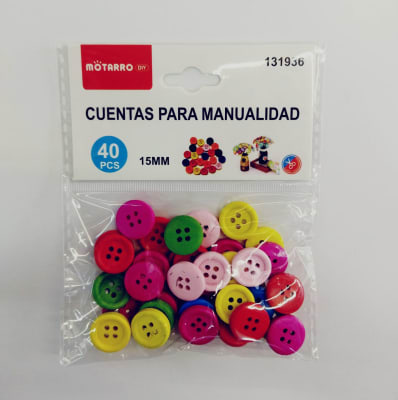 MOTARRO DIY
131936
CUENTAS PARA MANUALIDAD
40
PCS
15MM